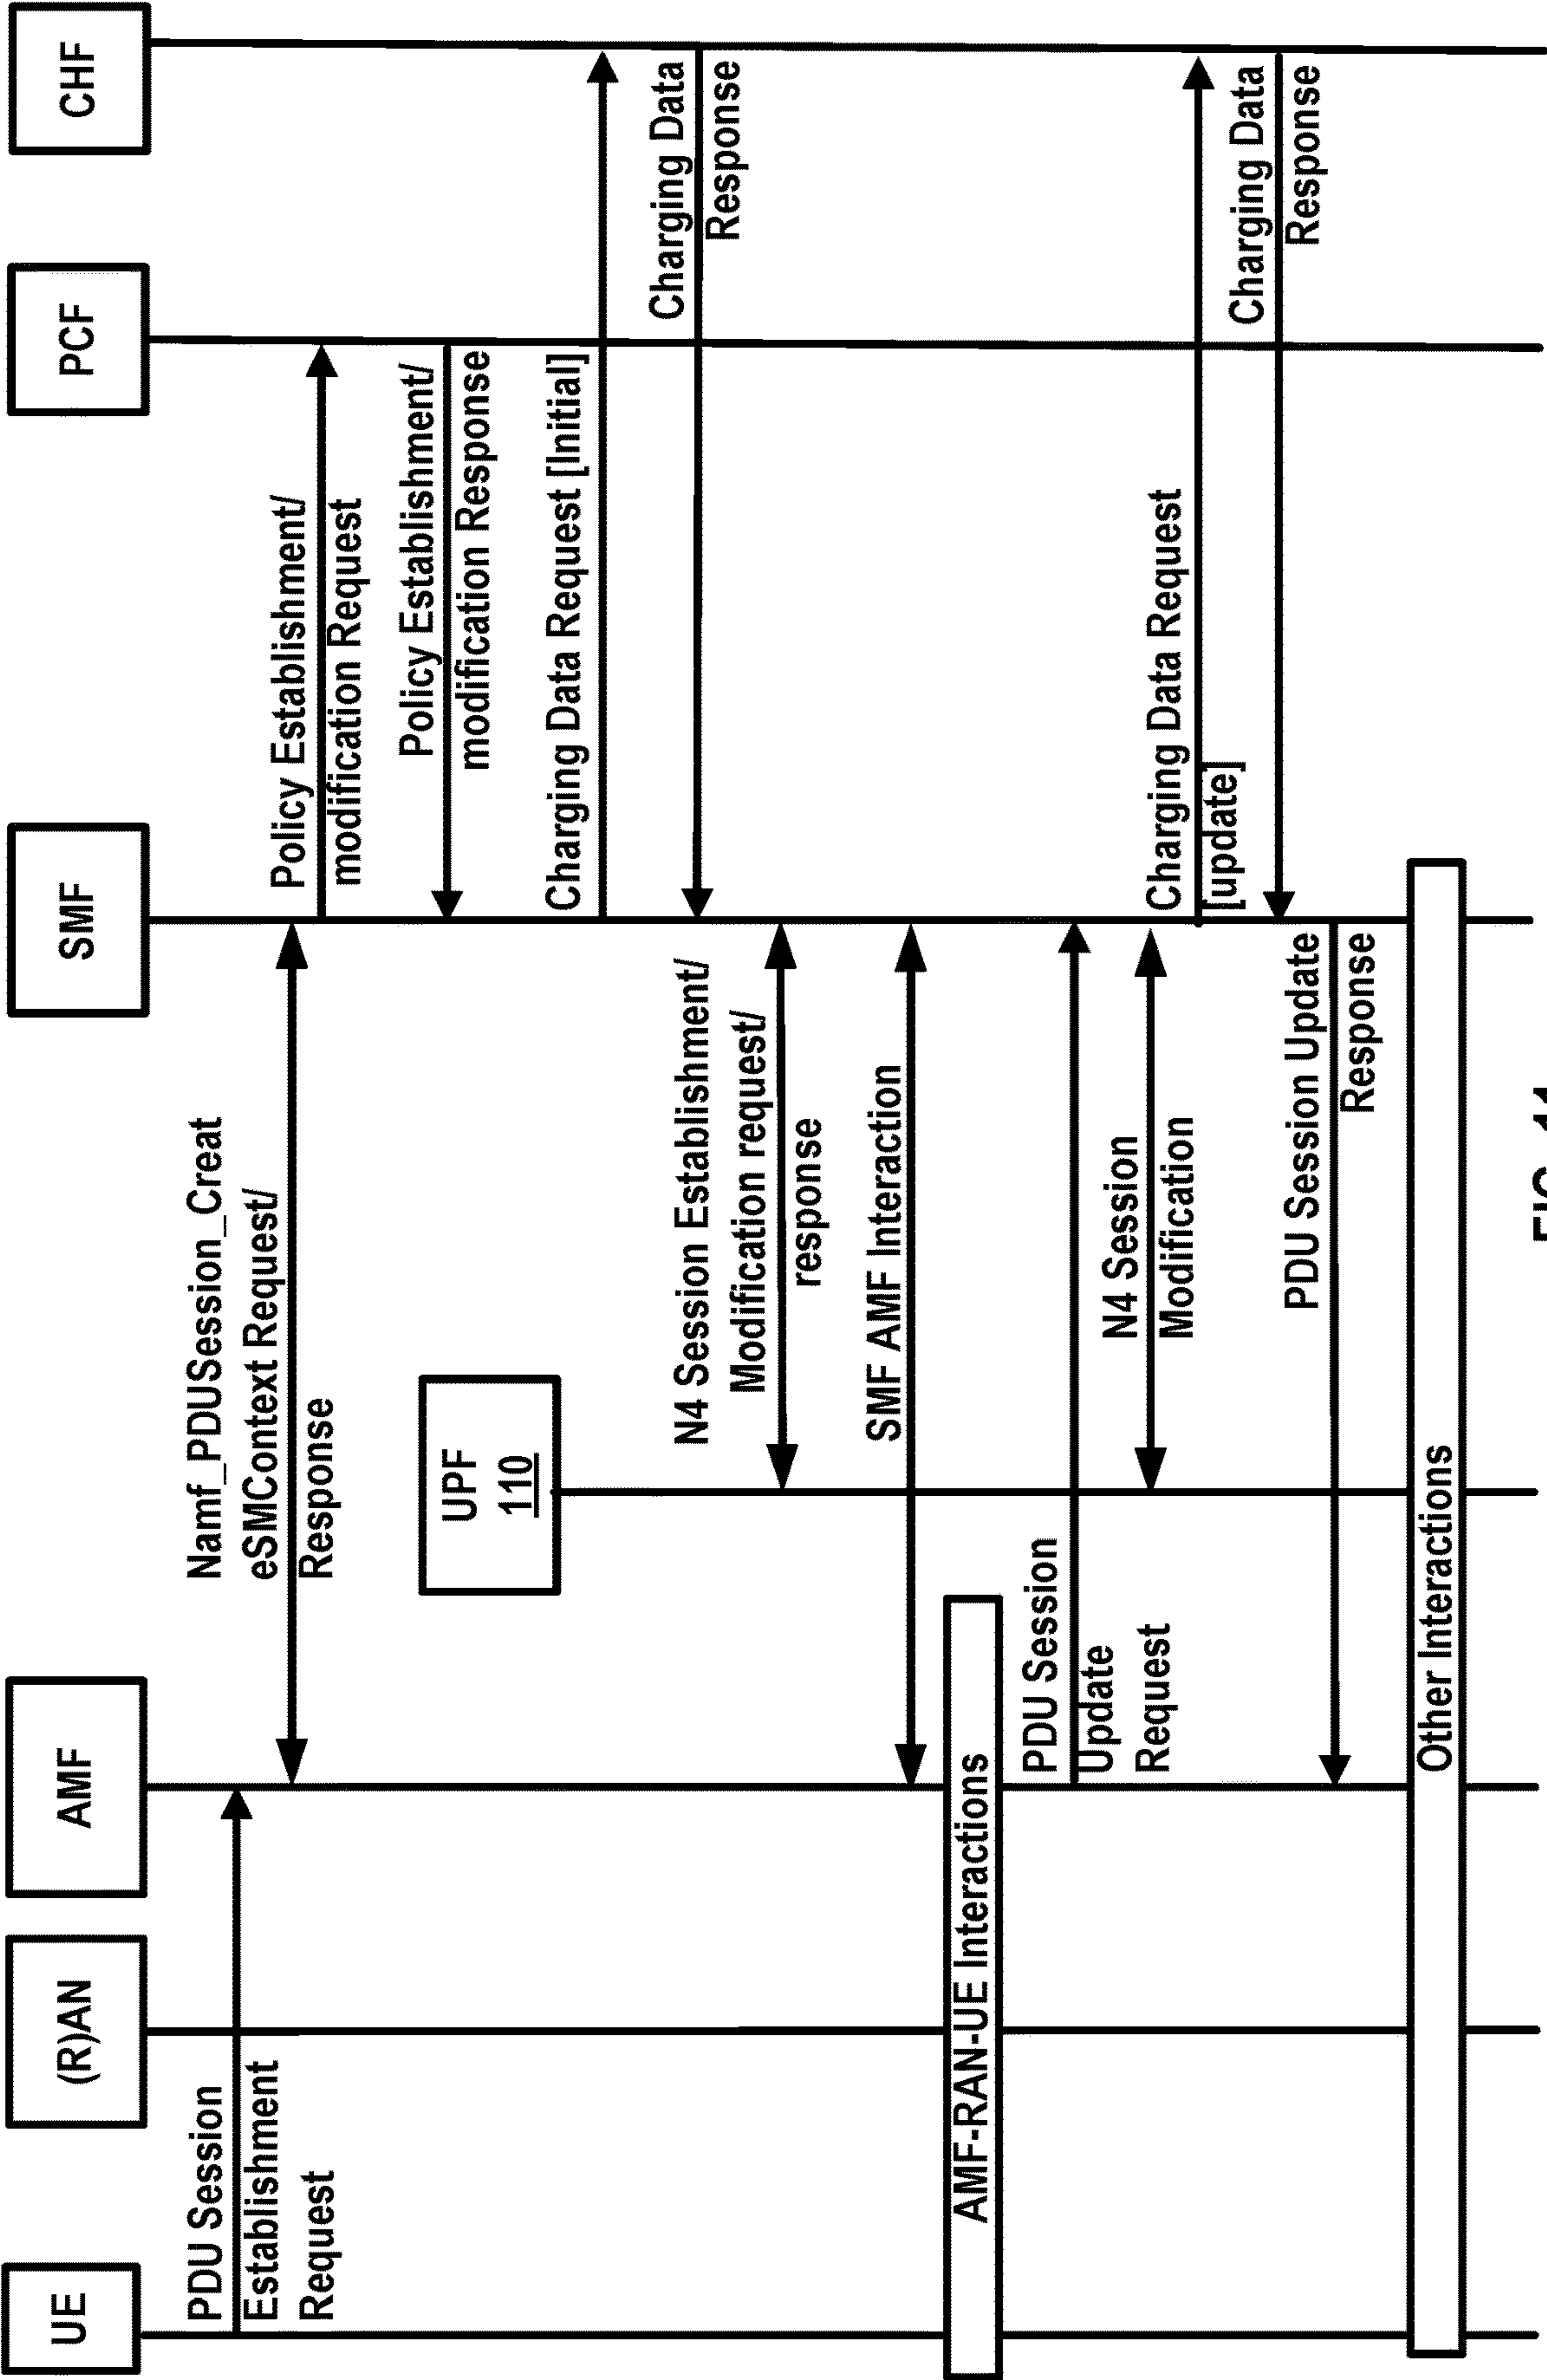 UE
(R)AN
AMF
SMF
PCF
CHF
PDU Session
Establishment
Request
Namf_PDUSession_Creat
eSMContext Request/
Response
Policy Establishment/
modification Request
Policy Establishment/
modification Response
UPF
110
Charging Data Request [Initial]
Charging Data
Response
N4 Session Establishment/
Modification request/
response
SMF AMF Interaction
AMF-RAN-UE Interactions
PDU Session
Update
Request
N4 Session
Modification
Charging Data Request
[update]
Charging Data
Response
PDU Session Update
Response
Other Interactions